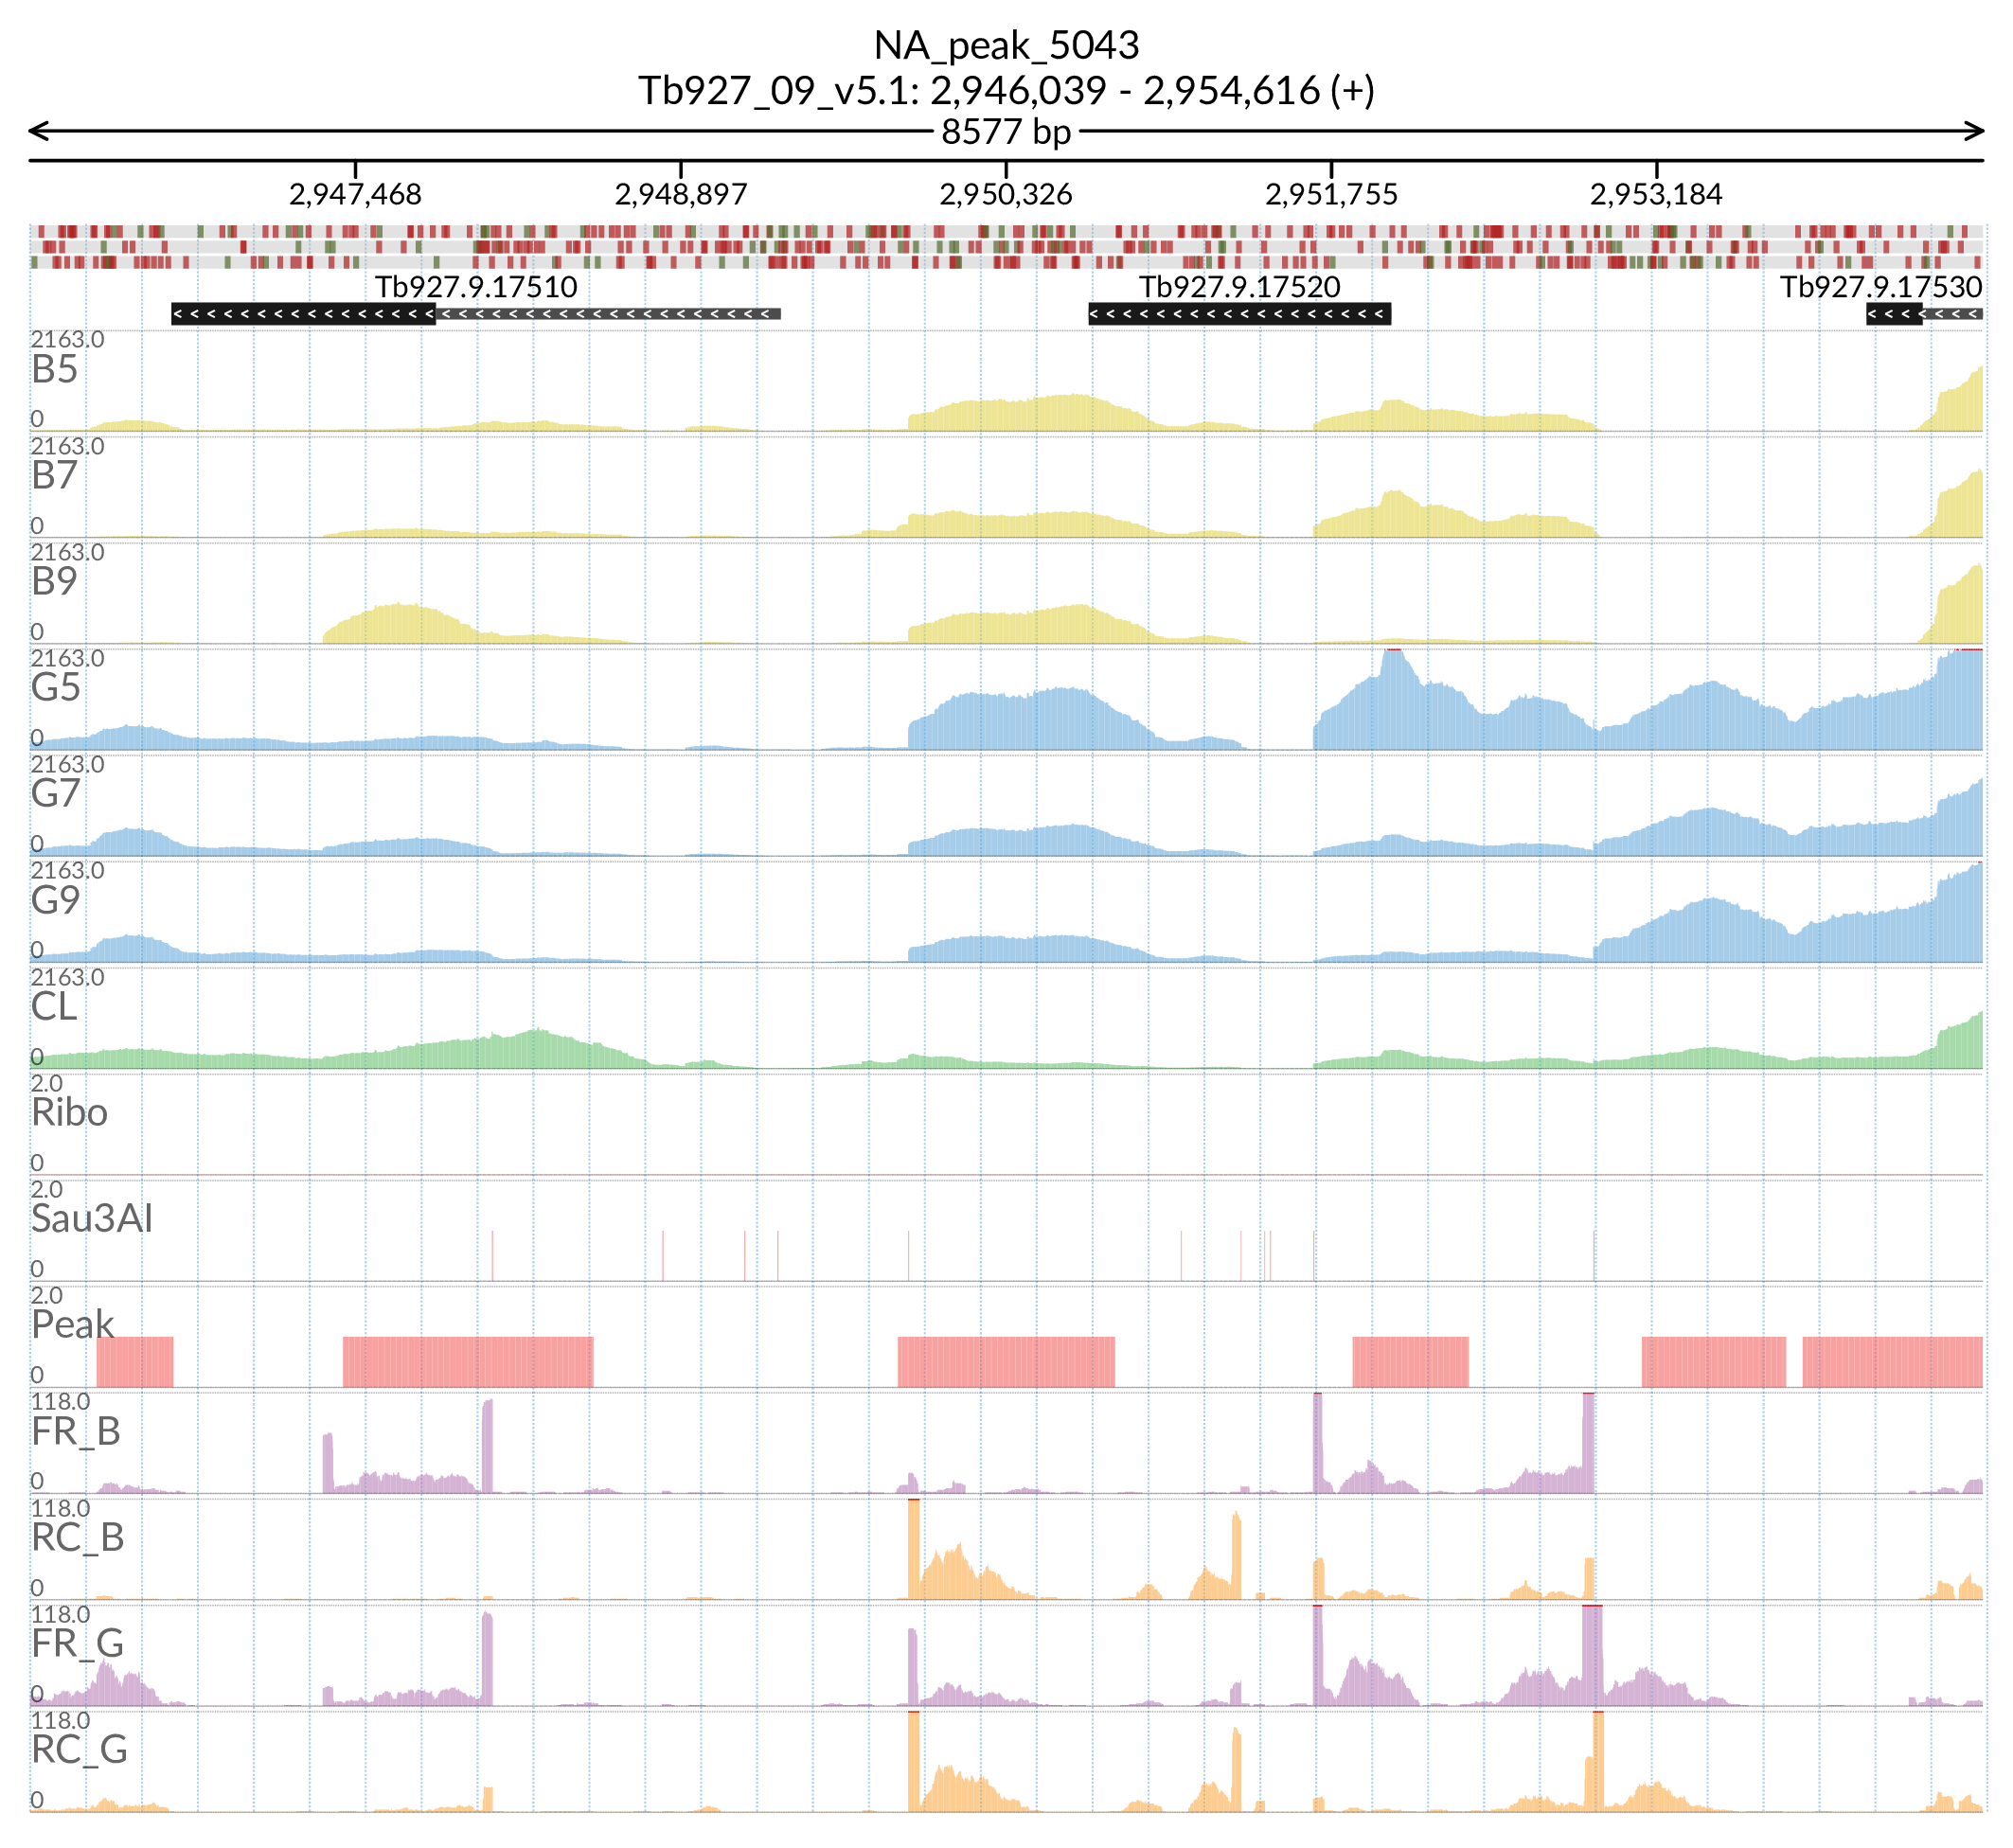 NA_peak_5043
Tb927_09_v5.1: 2,946,039 - 2,954,616 (+)
8577 bp
2,947,468 2,948,897 2,950,326 2,951,755 2,953,184
Tb927.9.17510 Tb927.9.17520 Tb927.9.17530
2163.0
B5
0
2163.0
B7
0
2163.0
B9
0
2163.0
G5
0
2163.0
G7
0
2163.0
G9
0
2163.0
CL
0
2.0
Ribo
0
2.0
Sau3AI
0
2.0
Peak
0
118.0
FR_B
0
118.0
RC_B
0
118.0
FR_G
0
118.0
RC_G
0